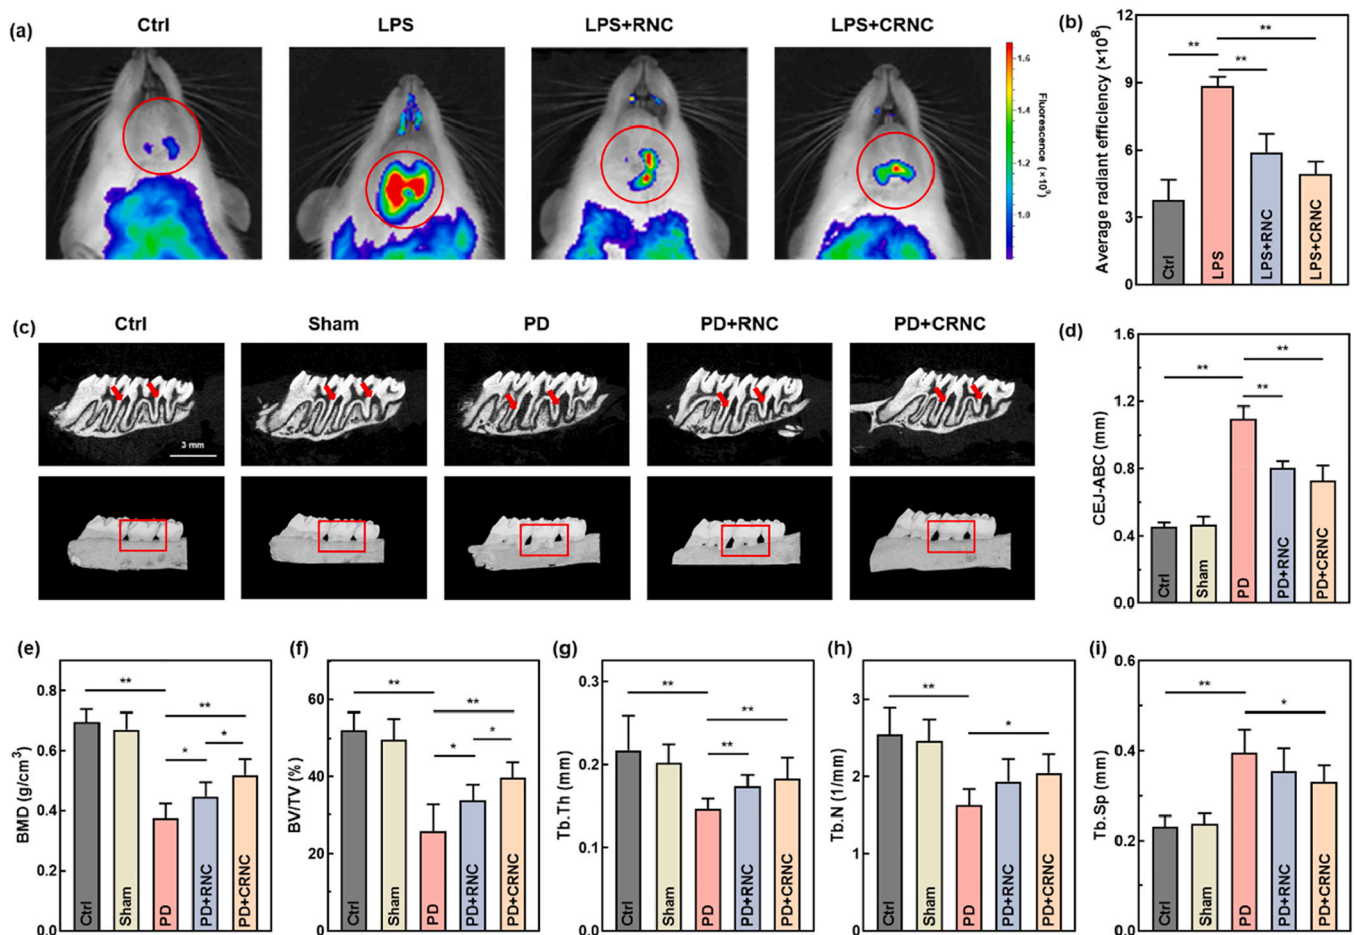 (a)
Ctrl
LPS
LPS+RNC
LPS+CRNC
1.6
1.4
1.2
1.0
Fluorescence (×10⁹)
(b)
Average radiant efficiency (×10⁸)
12
9
6
3
0
**
**
**
Ctrl
LPS
LPS+RNC
LPS+CRNC
(c)
Ctrl
Sham
PD
PD+RNC
PD+CRNC
3 mm
(d)
CEJ-ABC (mm)
1.6
1.2
0.8
0.4
0.0
**
**
**
Ctrl
Sham
PD
PD+RNC
PD+CRNC
(e)
BMD (g/cm³)
0.8
0.6
0.4
0.2
0.0
**
**
*
*
Ctrl
Sham
PD
PD+RNC
PD+CRNC
(f)
BV/TV (%)
60
40
20
0
**
**
*
*
Ctrl
Sham
PD
PD+RNC
PD+CRNC
(g)
Tb.Th (mm)
0.3
0.2
0.1
0.0
**
**
**
Ctrl
Sham
PD
PD+RNC
PD+CRNC
(h)
Tb.N (1/mm)
3
2
1
0
**
*
Ctrl
Sham
PD
PD+RNC
PD+CRNC
(i)
Tb.Sp (mm)
0.6
0.4
0.2
0.0
**
*
Ctrl
Sham
PD
PD+RNC
PD+CRNC